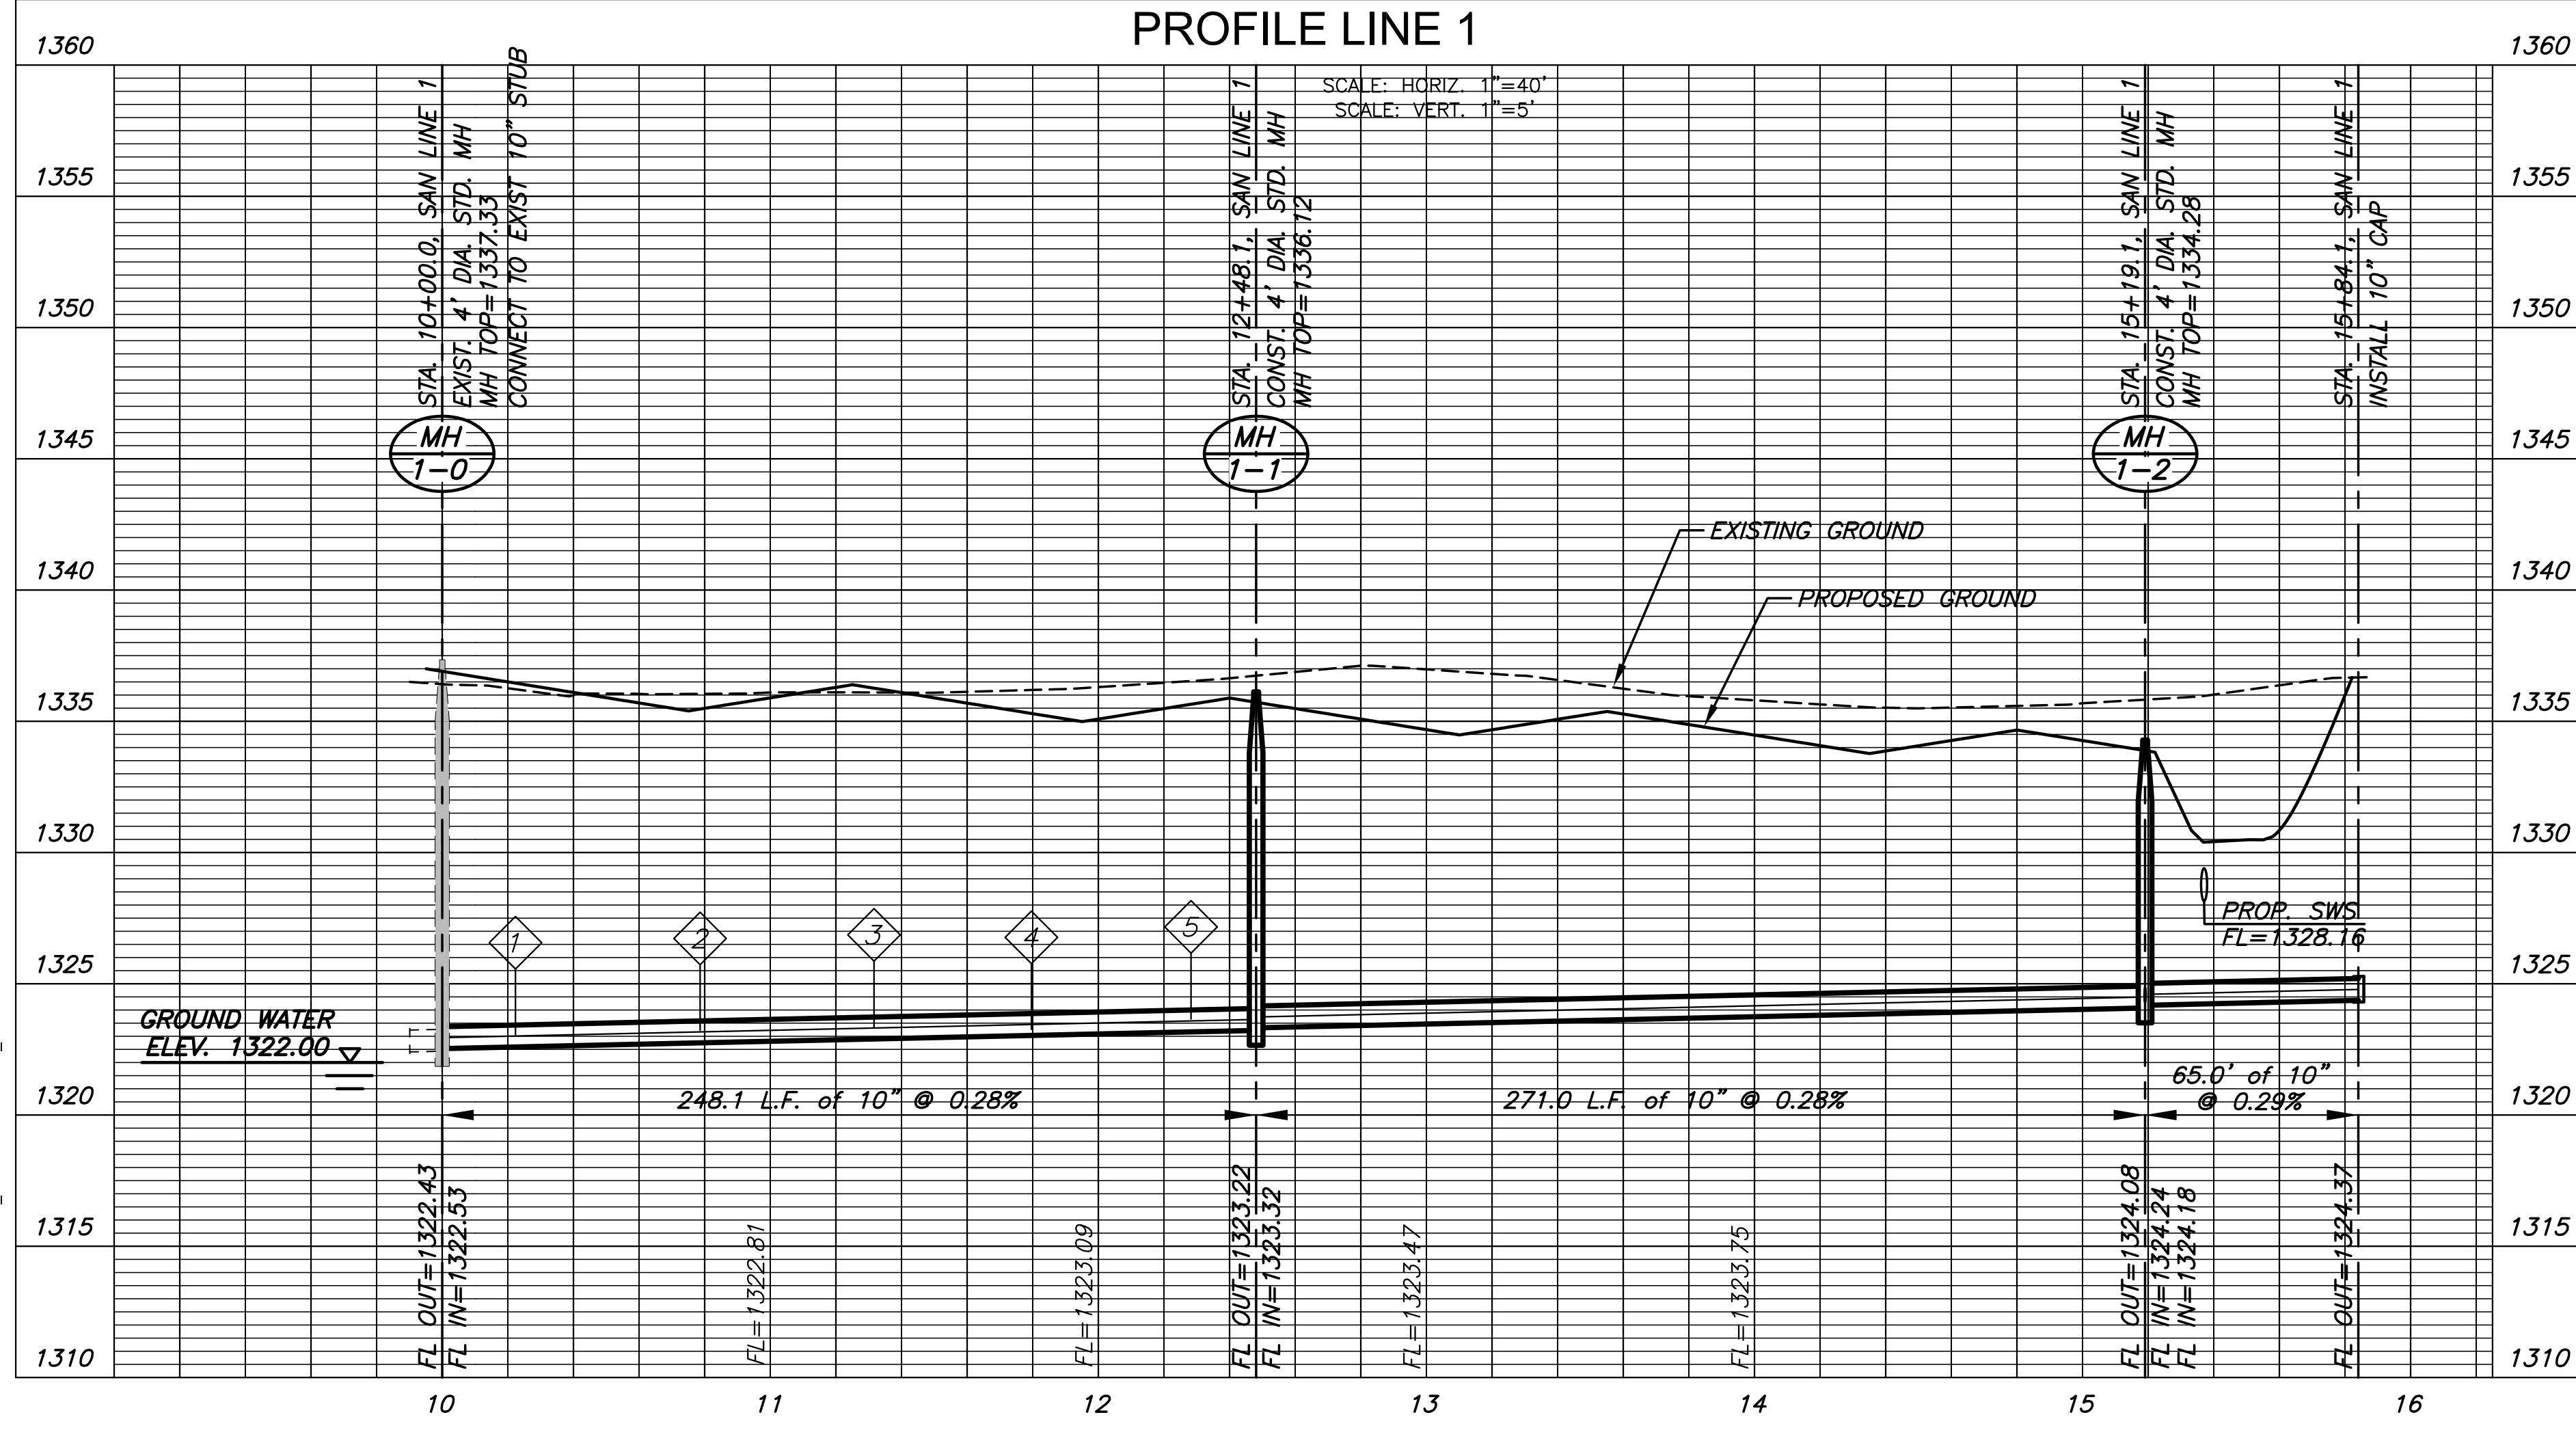 PROFILE LINE 1
SCALE: HORIZ. 1"=40'
SCALE: VERT. 1"=5'
1360
1355
1350
1345
1340
1335
1330
1325
1320
1315
1310
1360
1355
1350
1345
1340
1335
1330
1325
1320
1315
1310
STA. 10+00.0, SAN LINE 1
EXIST. 4' DIA. STD. MH
MH TOP=1337.33
CONNECT TO EXIST 10" STUB
STA. 12+48.1, SAN LINE 1
CONST. 4' DIA. STD. MH
MH TOP=1336.12
STA. 15+19.1, SAN LINE 1
CONST. 4' DIA. STD. MH
MH TOP=1334.28
STA. 15+84.1, SAN LINE 1
INSTALL 10" CAP
MH
1-0
MH
1-1
MH
1-2
EXISTING GROUND
PROPOSED GROUND
1
2
3
4
5
PROP. SWS
FL=1328.16
GROUND WATER
ELEV. 1322.00
248.1 L.F. of 10" @ 0.28%
271.0 L.F. of 10" @ 0.28%
65.0' of 10"
@ 0.29%
FL OUT=1322.43
FL IN=1322.53
FL=1322.81
FL=1323.09
FL OUT=1323.22
FL IN=1323.32
FL=1323.47
FL=1323.75
FL OUT=1324.08
FL IN=1324.24
FL IN=1324.18
FL OUT=1324.37
10
11
12
13
14
15
16